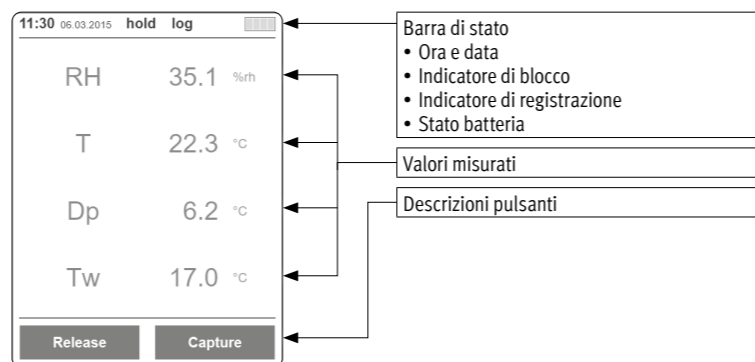 11:30 06.03.2015 hold log
RH 35.1 %rh
T 22.3 °C
Dp 6.2 °C
Tw 17.0 °C
Release Capture
Barra di stato
• Ora e data
• Indicatore di blocco
• Indicatore di registrazione
• Stato batteria
Valori misurati
Descrizioni pulsanti